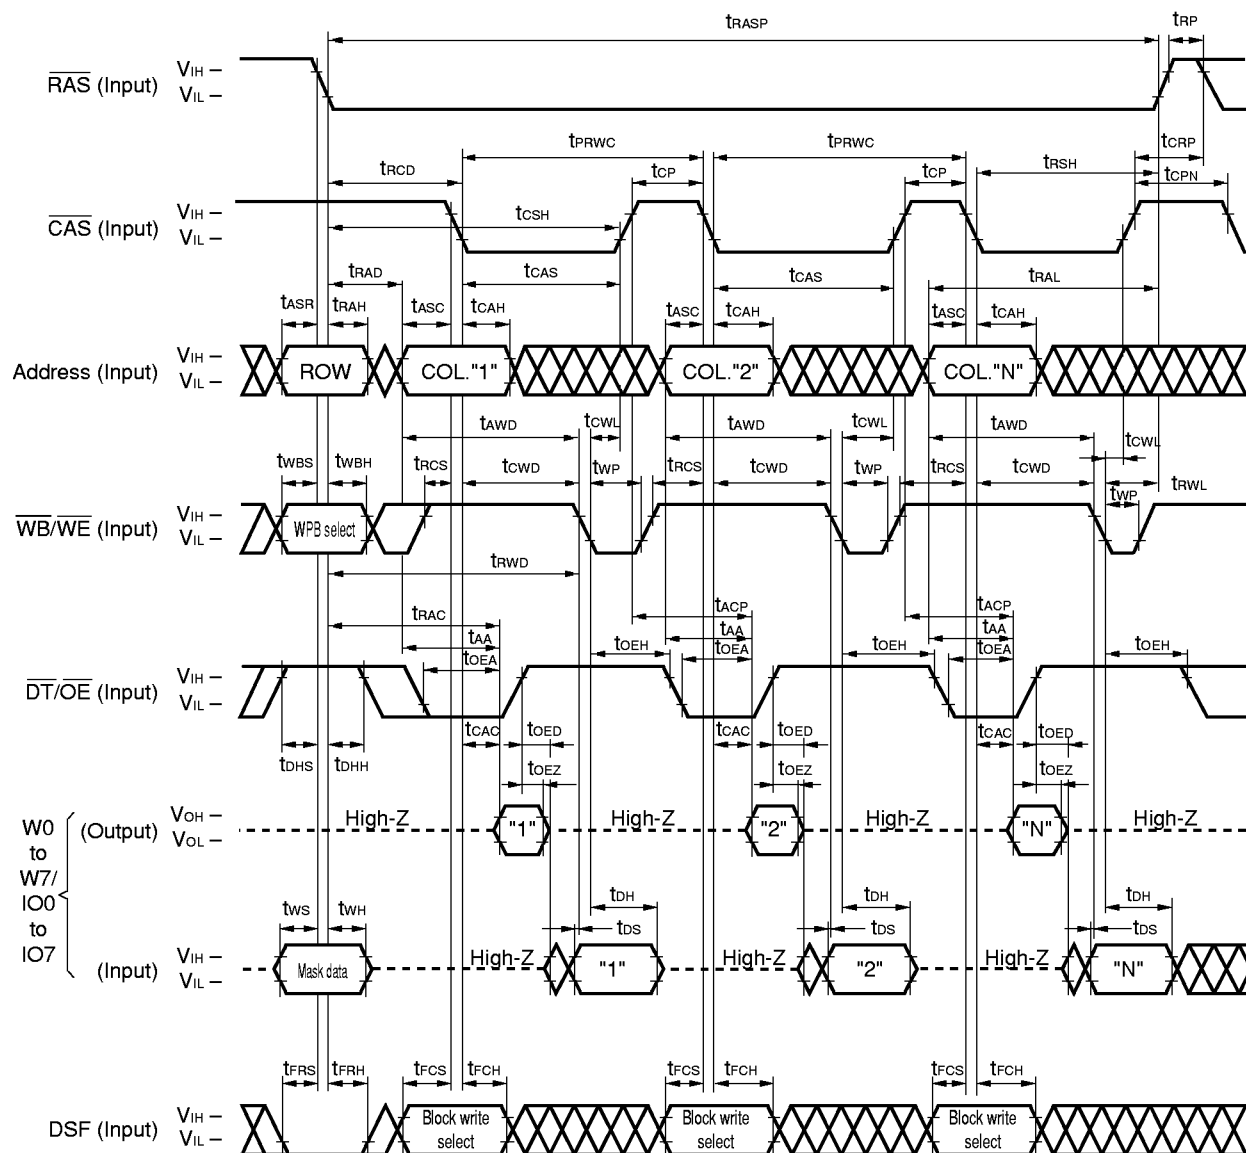 tRASP tRP
RAS (Input) VIH VIL
tPRWC tPRWC tCRP
tRCD tCP tCP tRSH tCPN
CAS (Input) VIH VIL
tCSH
tRAD tCAS tCAS tRAL
tASR tRAH tASC tCAH tASC tCAH tASC tCAH
Address (Input) VIH VIL
ROW COL."1" COL."2" COL."N"
tAWD tCWL tAWD tCWL tAWD tCWL
tWBS tWBH tRCS tCWD tWP tRCS tCWD tWP tRCS tCWD tWP tRWL
WB/WE (Input) VIH VIL
WPB select
tRWD
tRAC tACP tACP
tAA tAA tAA
tOEA tOEH tOEA tOEH tOEA tOEH
DT/OE (Input) VIH VIL
tCAC tOED tCAC tOED tCAC tOED
tDHS tDHH tOEZ tOEZ tOEZ
W0 to W7/ IO0 to IO7
(Output) VOH VOL
High-Z "1" High-Z "2" High-Z "N" High-Z
tWS tWH tDH tDS tDH tDS tDH tDS
(Input) VIH VIL
Mask data High-Z "1" High-Z "2" High-Z "N"
tFRS tFRH tFCS tFCH tFCS tFCH tFCS tFCH
DSF (Input) VIH VIL
Block write select Block write select Block write select